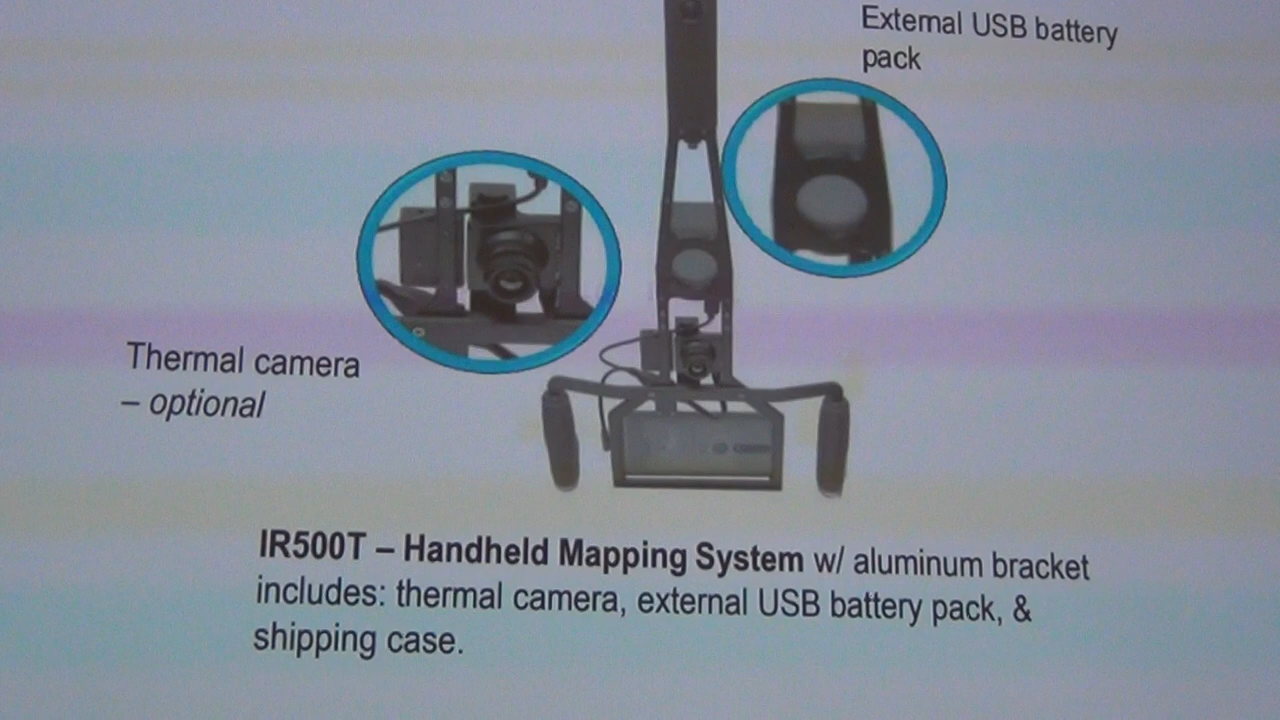 External USB battery
pack
Thermal camera
– optional
IR500T – Handheld Mapping System w/ aluminum bracket
includes: thermal camera, external USB battery pack, &
shipping case.